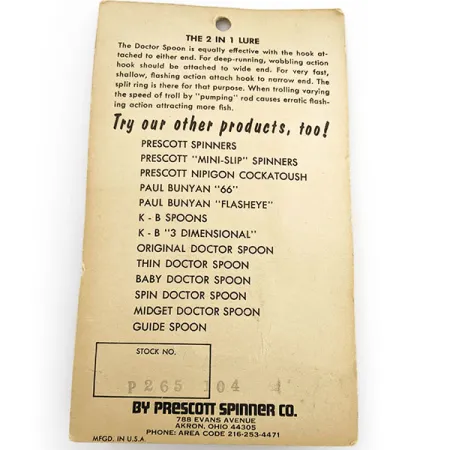 THE 2 IN 1 LURE
The Doctor Spoon is equally effective with the hook at-
tached to either end. For deep-running, wobbling action
hook should be attached to wide end. For very fast,
shallow, flashing action attach hook to narrow end. The
split ring is there for that purpose. When trolling varying
the speed of troll by "pumping" rod causes erratic flash-
ing action attracting more fish.
Try our other products, too!
PRESCOTT SPINNERS
PRESCOTT "MINI-SLIP" SPINNERS
PRESCOTT NIPIGON COCKATOUSH
PAUL BUNYAN "66"
PAUL BUNYAN "FLASHEYE"
K - B SPOONS
K - B "3 DIMENSIONAL"
ORIGINAL DOCTOR SPOON
THIN DOCTOR SPOON
BABY DOCTOR SPOON
SPIN DOCTOR SPOON
MIDGET DOCTOR SPOON
GUIDE SPOON
STOCK NO.
P265 104
BY PRESCOTT SPINNER CO.
788 EVANS AVENUE
AKRON, OHIO 44305
PHONE: AREA CODE 216-253-4471
MFGD. IN U.S.A